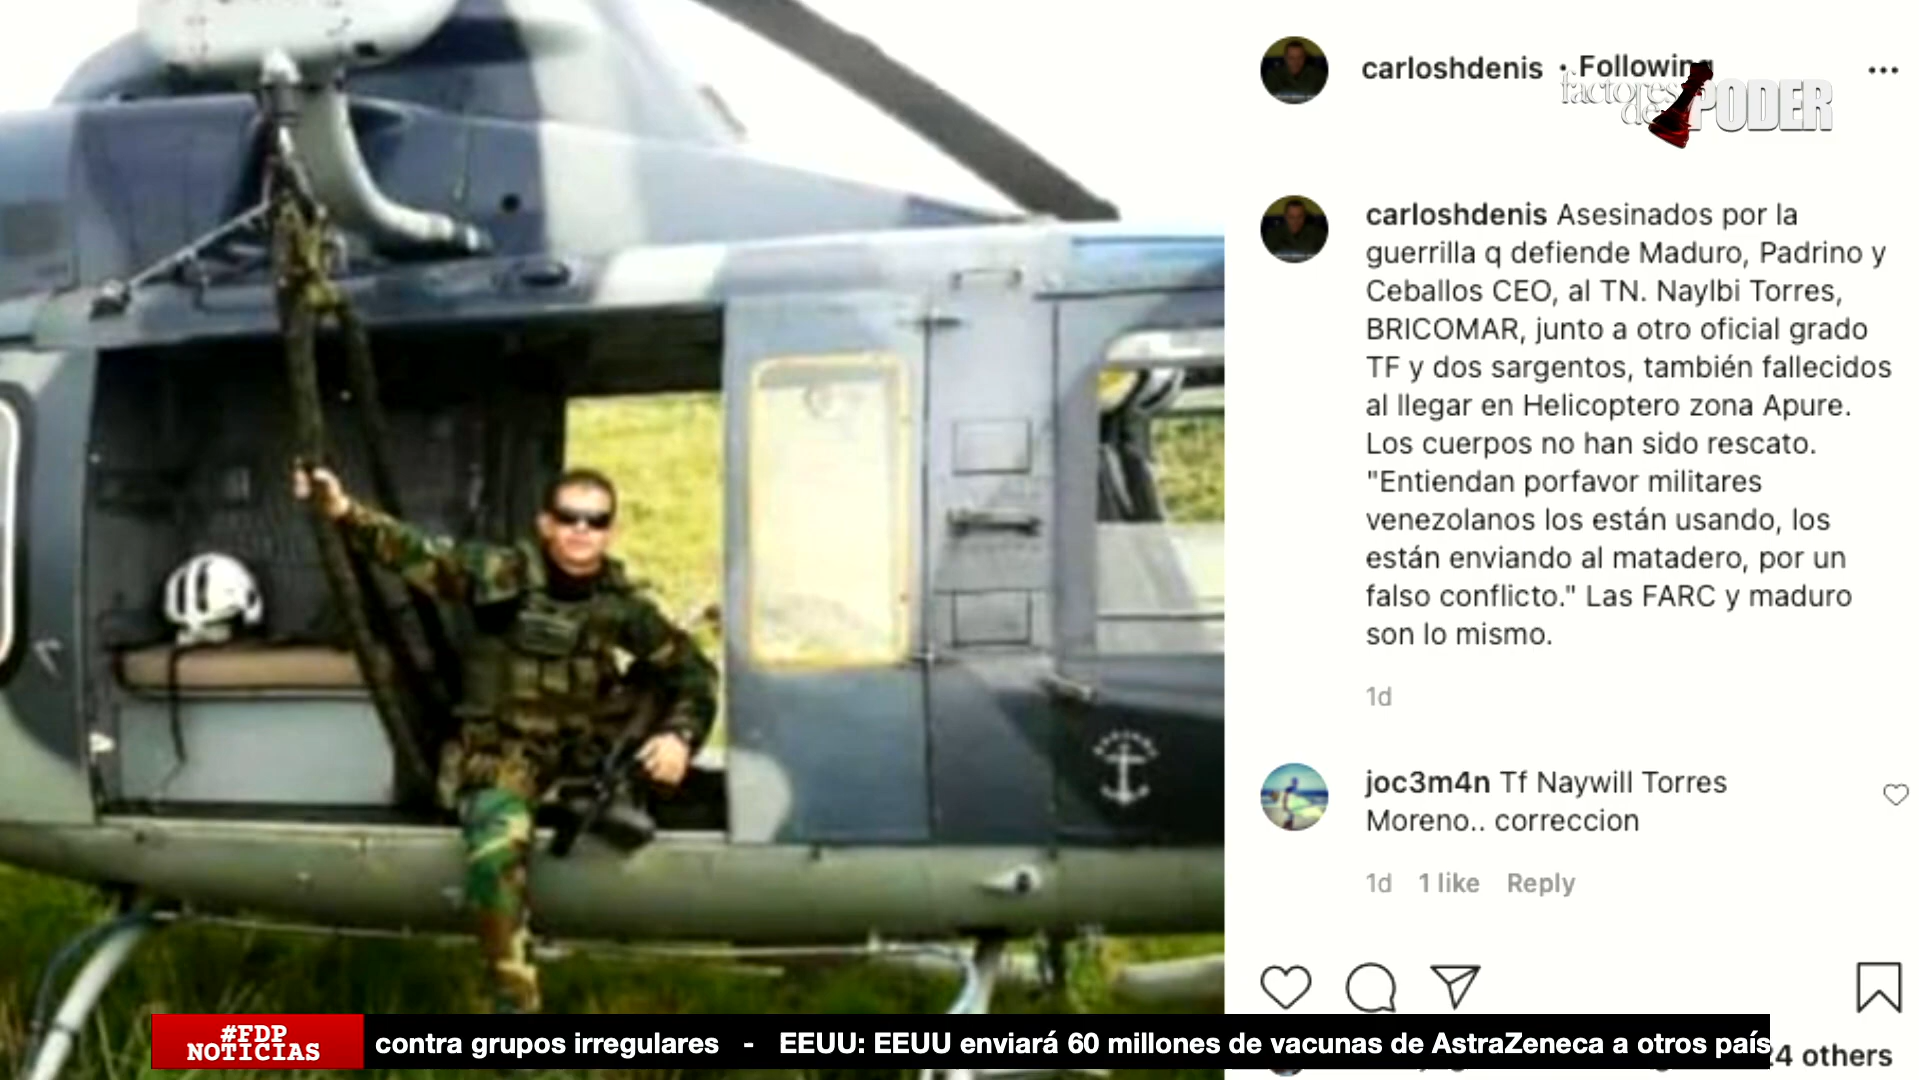 carloshdenis • Following
factores de PODER
carloshdenis Asesinados por la
guerrilla q defiende Maduro, Padrino y
Ceballos CEO, al TN. Naylbi Torres,
BRICOMAR, junto a otro oficial grado
TF y dos sargentos, también fallecidos
al llegar en Helicoptero zona Apure.
Los cuerpos no han sido rescato.
"Entiendan porfavor militares
venezolanos los están usando, los
están enviando al matadero, por un
falso conflicto." Las FARC y maduro
son lo mismo.
1d
joc3m4n Tf Naywill Torres
Moreno.. correccion
1d 1 like Reply
#FDP
NOTICIAS
contra grupos irregulares - EEUU: EEUU enviará 60 millones de vacunas de AstraZeneca a otros país
24 others